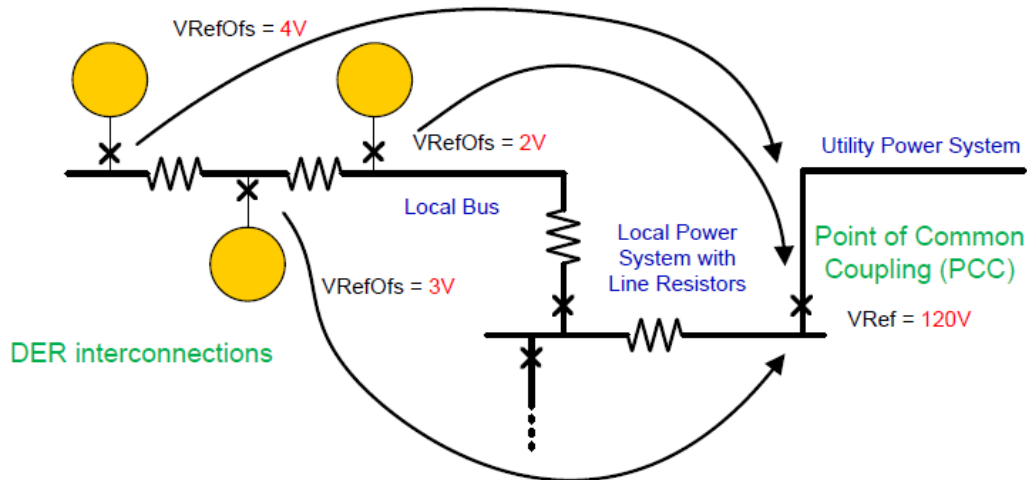 VRefOfs = 4V
VRefOfs = 2V
Utility Power System
Local Bus
Local Power
System with
Line Resistors
Point of Common
Coupling (PCC)
VRefOfs = 3V
VRef = 120V
DER interconnections